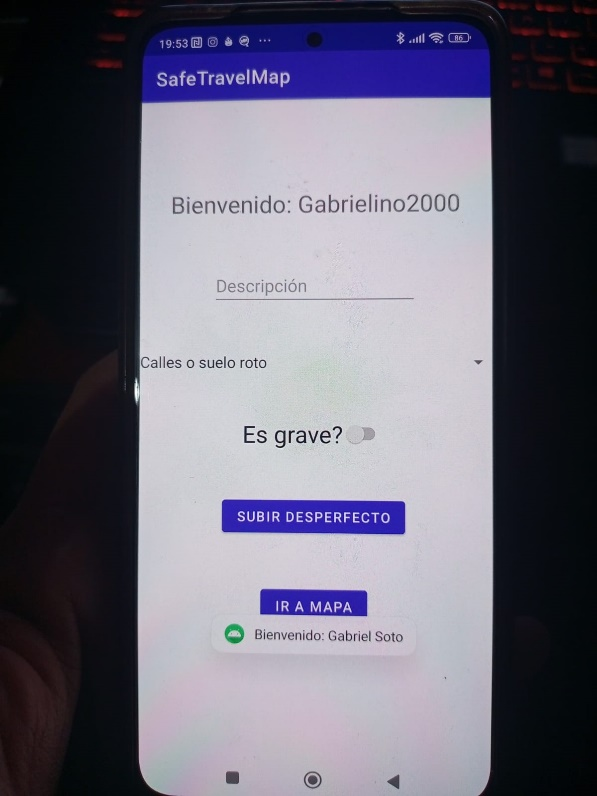 19:53 ... 86
SafeTravelMap
Bienvenido: Gabrielino2000
Descripción
Calles o suelo roto
Es grave?
SUBIR DESPERFECTO
IR A MAPA
Bienvenido: Gabriel Soto